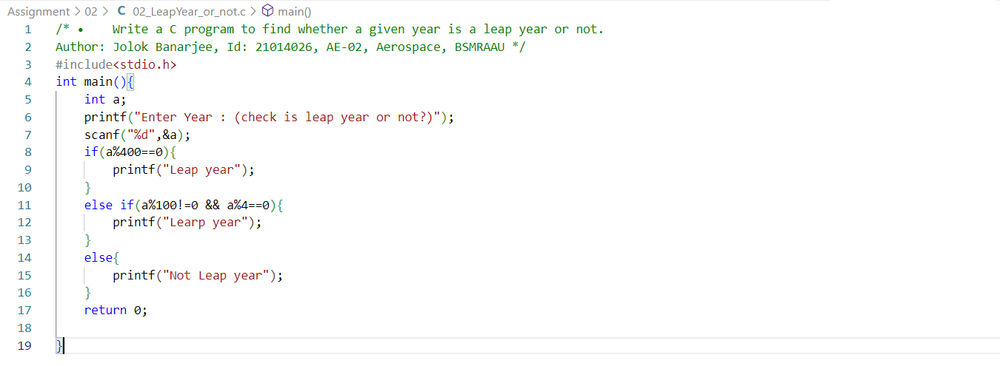 Assignment > 02 > C 02_LeapYear_or_not.c > main()
1 /* •    Write a C program to find whether a given year is a leap year or not.
2 Author: Jolok Banarjee, Id: 21014026, AE-02, Aerospace, BSMRAAU */
3 #include<stdio.h>
4 int main(){
5     int a;
6     printf("Enter Year : (check is leap year or not?)");
7     scanf("%d",&a);
8     if(a%400==0){
9         printf("Leap year");
10     }
11     else if(a%100!=0 && a%4==0){
12         printf("Learp year");
13     }
14     else{
15         printf("Not Leap year");
16     }
17     return 0;
18
19 }